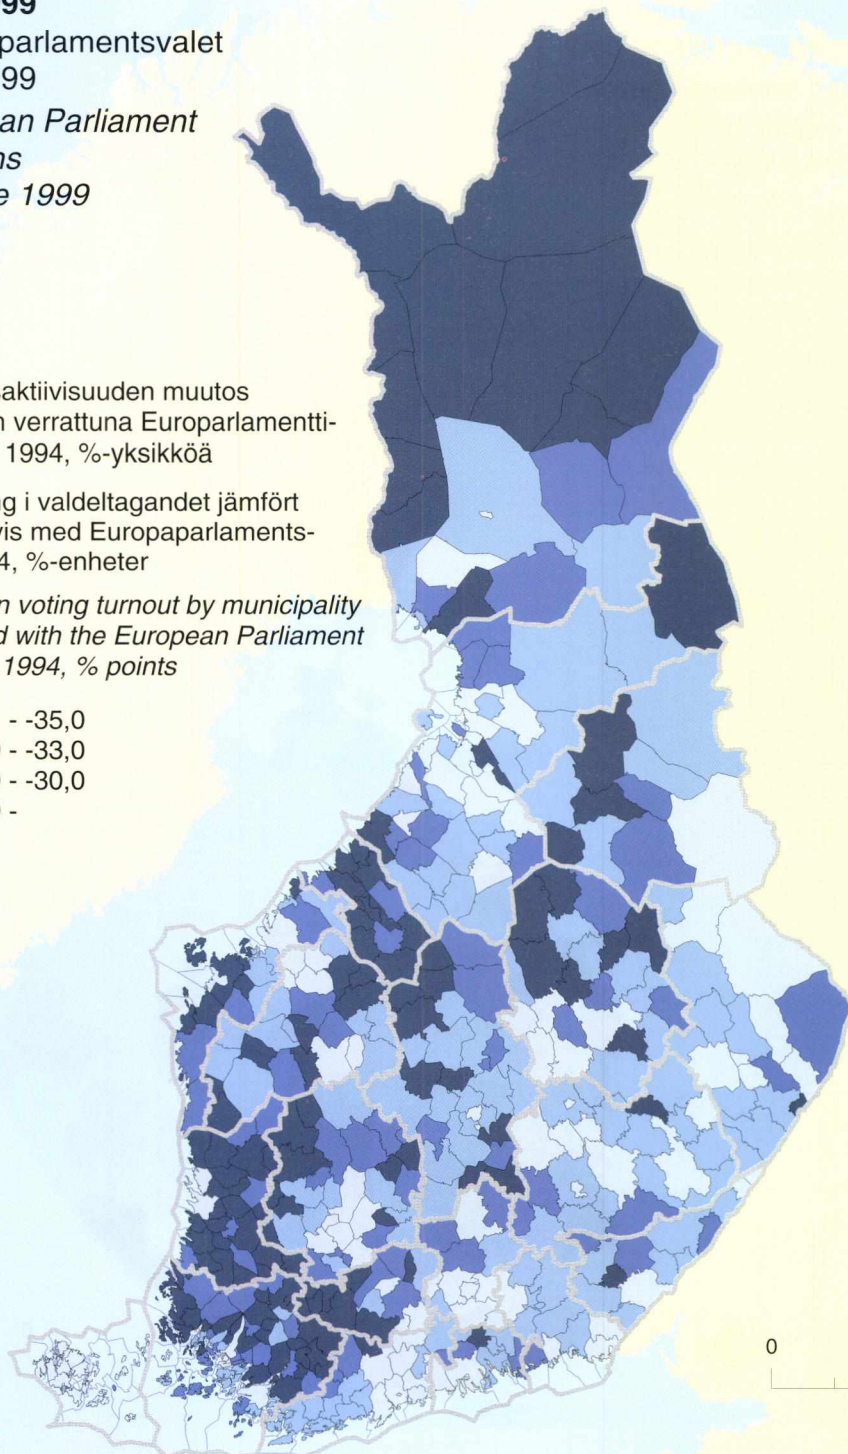 99
parlamentsvalet
99
an Parliament
ns
e 1999
aktiivisuuden muutos
n verrattuna Europarlamentti-
1994, %-yksikköä
g i valdeltagandet jämfört
vis med Europaparlaments-
4, %-enheter
n voting turnout by municipality
d with the European Parliament
1994, % points
- -35,0
- -33,0
- -30,0
-
0